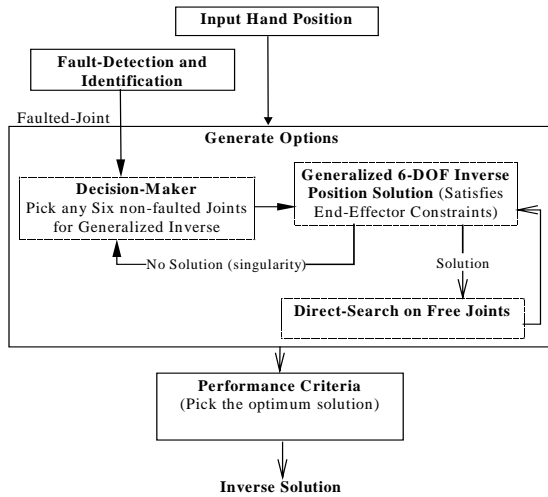 Input Hand Position
Fault-Detection and
Identification
Faulted-Joint
Generate Options
Decision-Maker
Pick any Six non-faulted Joints
for Generalized Inverse
Generalized 6-DOF Inverse
Position Solution (Satisfies
End-Effector Constraints)
No Solution (singularity)
Solution
Direct-Search on Free Joints
Performance Criteria
(Pick the optimum solution)
Inverse Solution